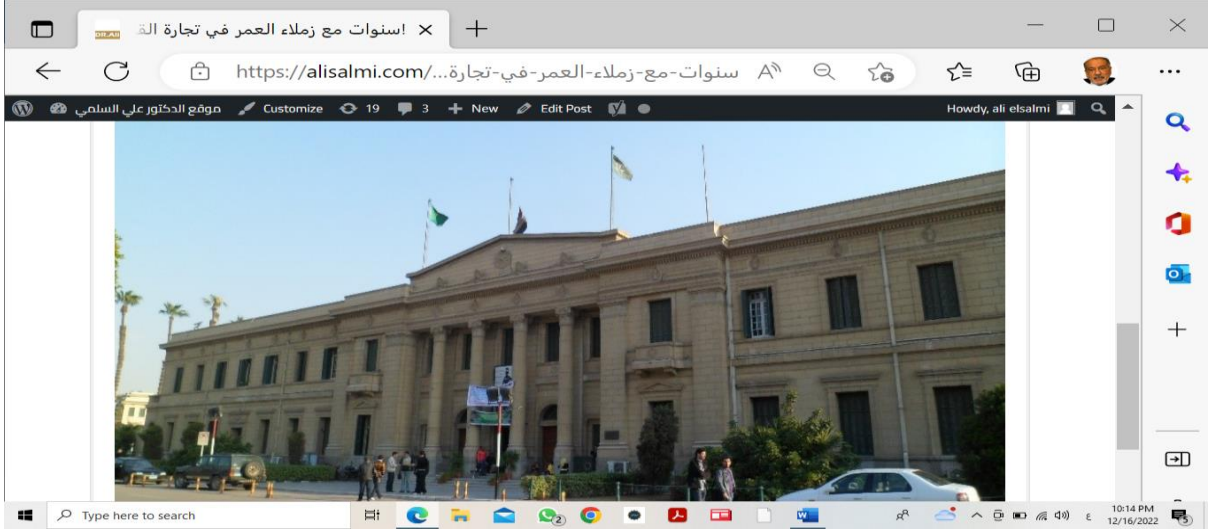 سنوات مع زملاء العمر في تجارة الق!
https://alisalmi.com/...سنوات-مع-زملاء-العمر-في-تجارة
موقع الدكتور علي السلمي Customize 19 3 + New Edit Post Howdy, ali elsalmi
Type here to search
2
10:14 PM
12/16/2022
5